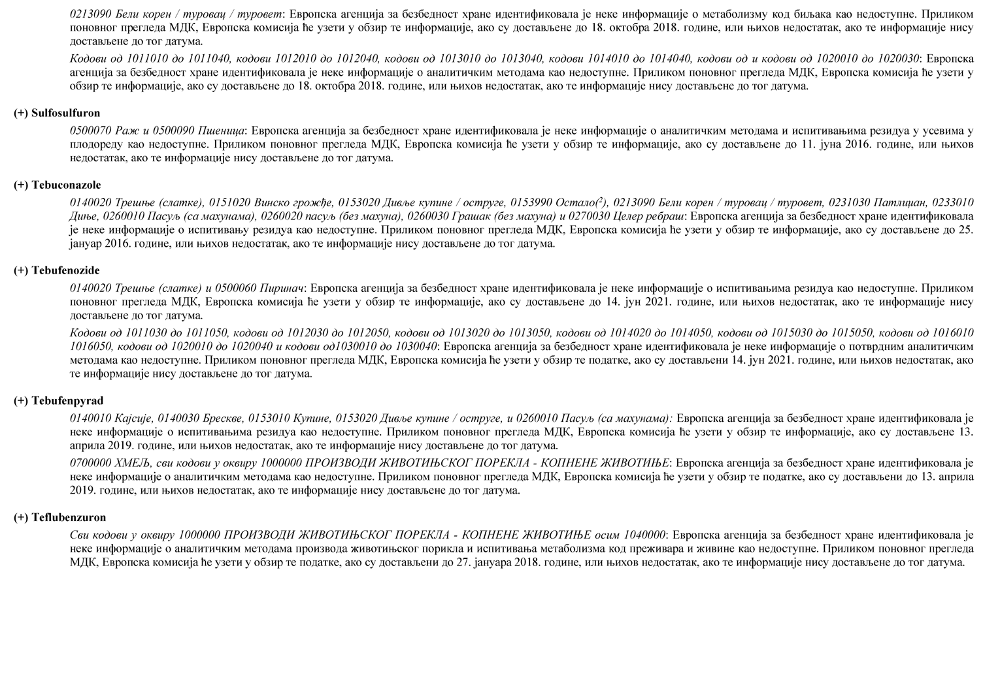 0213090 Бели корен / туровац / туровет: Европска агенција за безбедност хране идентификовала је неке информације о метаболизму код биљака као недоступне. Приликом
поновног прегледа МДК, Европска комисија ће узети у обзир те информације, ако су достављене до 18. октобра 2018. године, или њихов недостатак, ако те информације нису
достављене до тог датума.
Кодови од 1011010 до 1011040, кодови 1012010 до 1012040, кодови од 1013010 до 1013040, кодови 1014010 до 1014040, кодови од и кодови од 1020010 до 1020030: Европска
агенција за безбедност хране идентификовала је неке информације о аналитичким методама као недоступне. Приликом поновног прегледа МДК, Европска комисија ће узети у
обзир те информације, ако су достављене до 18. октобра 2018. године, или њихов недостатак, ако те информације нису достављене до тог датума.
(+) Sulfosulfuron
0500070 Раж и 0500090 Пшеница: Европска агенција за безбедност хране идентификовала је неке информације о аналитичким методама и испитивањима резидуа у усевима у
плодореду као недоступне. Приликом поновног прегледа МДК, Европска комисија ће узети у обзир те информације, ако су достављене до 11. јуна 2016. године, или њихов
недостатак, ако те информације нису достављене до тог датума.
(+) Tebuconazole
0140020 Трешње (слатке), 0151020 Винско грожђе, 0153020 Дивље купине / оструге, 0153990 Остало(²), 0213090 Бели корен / туровац / туровет, 0231030 Патлиџан, 0233010
Диње, 0260010 Пасуљ (са махунама), 0260020 пасуљ (без махуна), 0260030 Грашак (без махуна) и 0270030 Целер ребраш: Европска агенција за безбедност хране идентификовала
је неке информације о испитивању резидуа као недоступне. Приликом поновног прегледа МДК, Европска комисија ће узети у обзир те информације, ако су достављене до 25.
јануар 2016. године, или њихов недостатак, ако те информације нису достављене до тог датума.
(+) Tebufenozide
0140020 Трешње (слатке) и 0500060 Пиринач: Европска агенција за безбедност хране идентификовала је неке информације о испитивањима резидуа као недоступне. Приликом
поновног прегледа МДК, Европска комисија ће узети у обзир те информације, ако су достављене до 14. јун 2021. године, или њихов недостатак, ако те информације нису
достављене до тог датума.
Кодови од 1011030 до 1011050, кодови од 1012030 до 1012050, кодови од 1013020 до 1013050, кодови од 1014020 до 1014050, кодови од 1015030 до 1015050, кодови од 1016010
1016050, кодови од 1020010 до 1020040 и кодови од1030010 до 1030040: Европска агенција за безбедност хране идентификовала је неке информације о потврдним аналитичким
методама као недоступне. Приликом поновног прегледа МДК, Европска комисија ће узети у обзир те податке, ако су достављени 14. јун 2021. године, или њихов недостатак, ако
те информације нису достављене до тог датума.
(+) Tebufenpyrad
0140010 Кајсије, 0140030 Брескве, 0153010 Купине, 0153020 Дивље купине / оструге, и 0260010 Пасуљ (са махунама): Европска агенција за безбедност хране идентификовала је
неке информације о испитивањима резидуа као недоступне. Приликом поновног прегледа МДК, Европска комисија ће узети у обзир те информације, ако су достављене 13.
априла 2019. године, или њихов недостатак, ако те информације нису достављене до тог датума.
0700000 ХМЕЉ, сви кодови у оквиру 1000000 ПРОИЗВОДИ ЖИВОТИЊСКОГ ПОРЕКЛА - КОПНЕНЕ ЖИВОТИЊЕ: Европска агенција за безбедност хране идентификовала је
неке информације о аналитичким методама као недоступне. Приликом поновног прегледа МДК, Европска комисија ће узети у обзир те податке, ако су достављени до 13. априла
2019. године, или њихов недостатак, ако те информације нису достављене до тог датума.
(+) Teflubenzuron
Сви кодови у оквиру 1000000 ПРОИЗВОДИ ЖИВОТИЊСКОГ ПОРЕКЛА - КОПНЕНЕ ЖИВОТИЊЕ осим 1040000: Европска агенција за безбедност хране идентификовала је
неке информације о аналитичким методама производа животињског порикла и испитивања метаболизма код преживара и живине као недоступне. Приликом поновног прегледа
МДК, Европска комисија ће узети у обзир те податке, ако су достављени до 27. јануара 2018. године, или њихов недостатак, ако те информације нису достављене до тог датума.